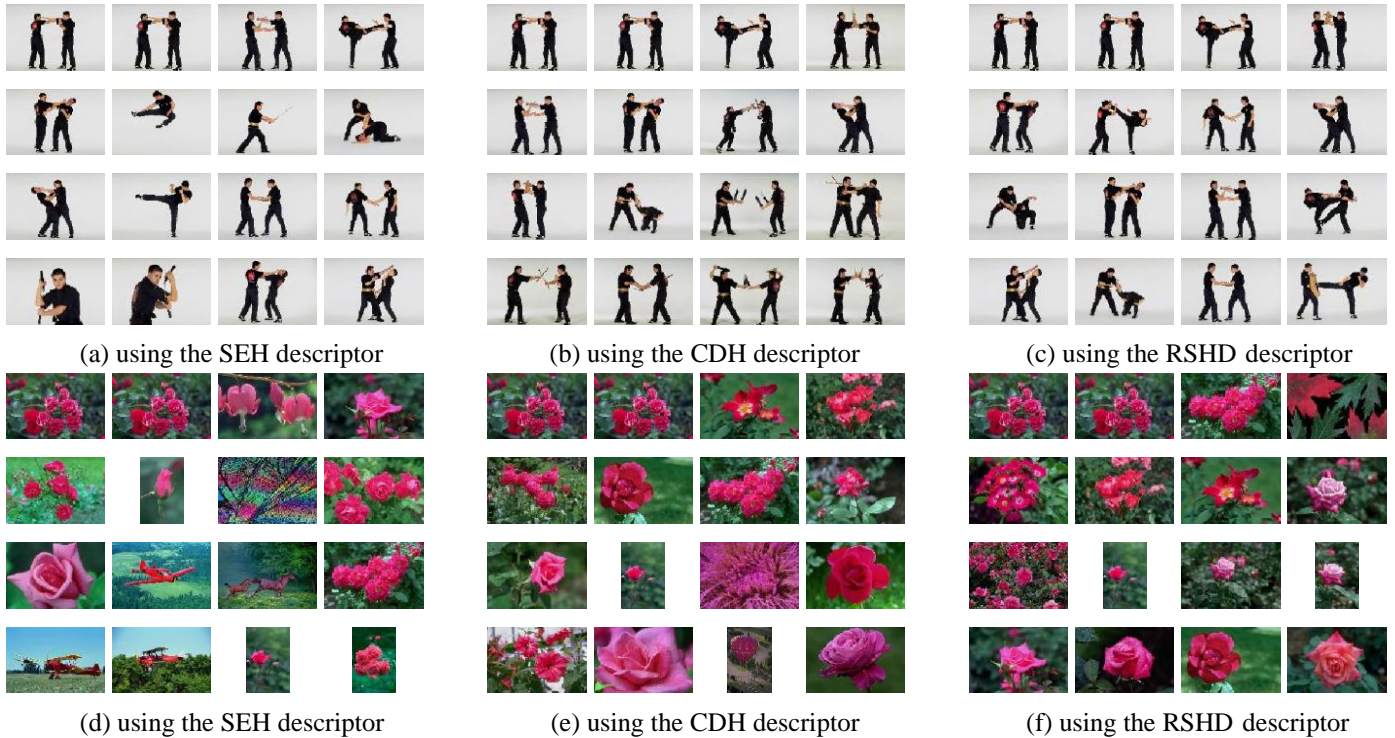 (a) using the SEH descriptor
(b) using the CDH descriptor
(c) using the RSHD descriptor
(d) using the SEH descriptor
(e) using the CDH descriptor
(f) using the RSHD descriptor